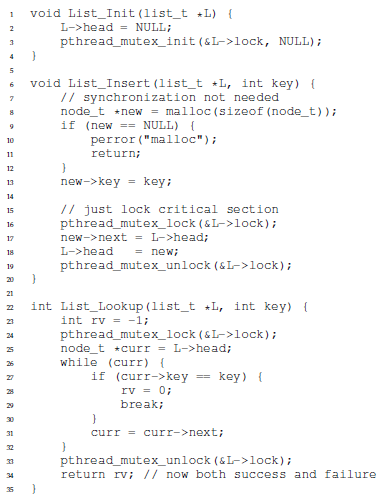 1 void List_Init(list_t *L) {
2     L->head = NULL;
3     pthread_mutex_init(&L->lock, NULL);
4 }
5
6 void List_Insert(list_t *L, int key) {
7     // synchronization not needed
8     node_t *new = malloc(sizeof(node_t));
9     if (new == NULL) {
10         perror("malloc");
11         return;
12     }
13     new->key = key;
14
15     // just lock critical section
16     pthread_mutex_lock(&L->lock);
17     new->next = L->head;
18     L->head   = new;
19     pthread_mutex_unlock(&L->lock);
20 }
21
22 int List_Lookup(list_t *L, int key) {
23     int rv = -1;
24     pthread_mutex_lock(&L->lock);
25     node_t *curr = L->head;
26     while (curr) {
27         if (curr->key == key) {
28             rv = 0;
29             break;
30         }
31         curr = curr->next;
32     }
33     pthread_mutex_unlock(&L->lock);
34     return rv; // now both success and failure
35 }